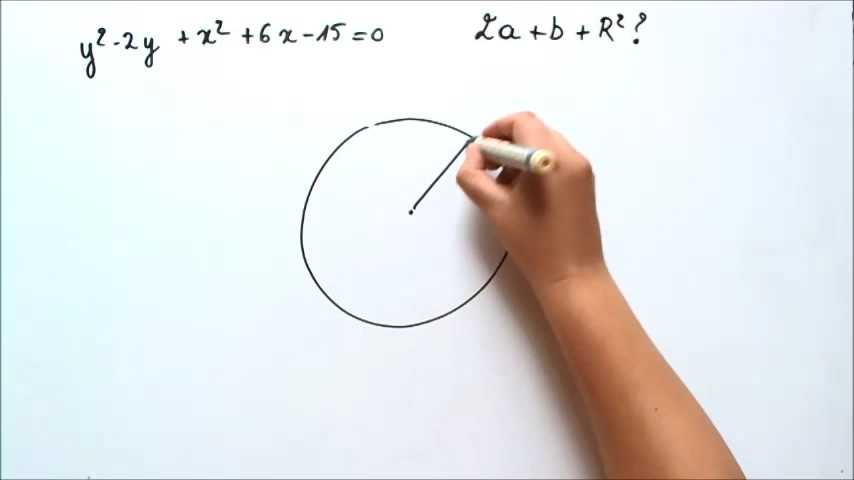 y² - 2y + x² + 6x - 15 = 0
2a + b + R² ?